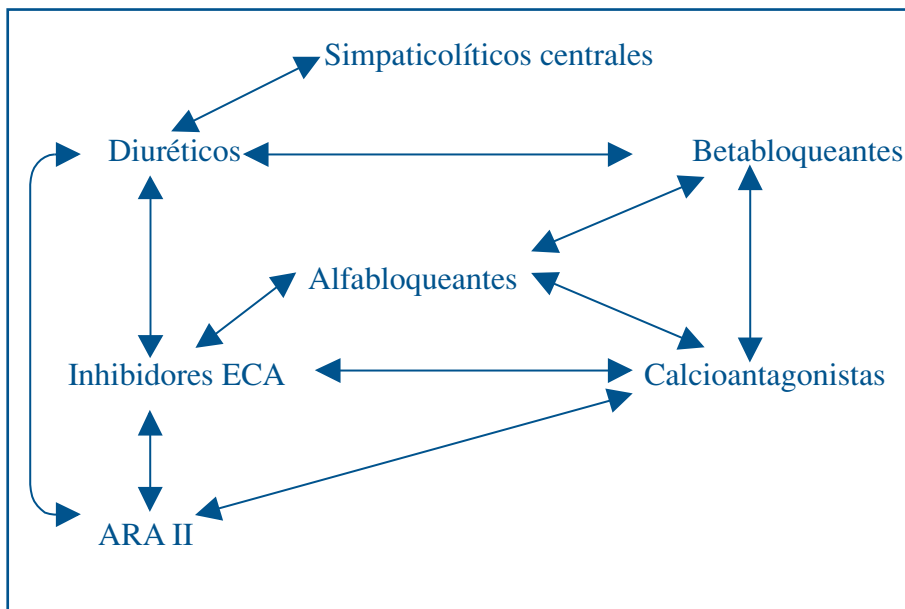 Simpaticolíticos centrales
Diuréticos
Betabloqueantes
Alfabloqueantes
Inhibidores ECA
Calcioantagonistas
ARA II